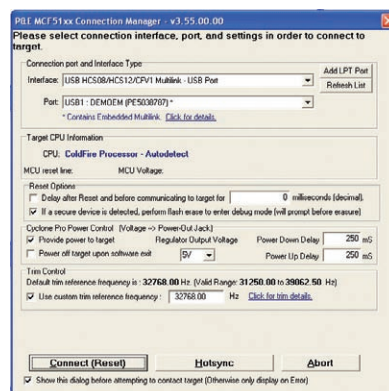 P&E MCF51xx Connection Manager - v3.55.00.00
Please select connection interface, port, and settings in order to connect to
target.
Connection port and Interface Type
Add LPT Port
Interface: USB HCS08/HCS12/CFV1 Multilink - USB Port
Refresh List
Port: USB1 : DEMOEM (PE5038787) *
* Contains Embedded Multilink. Click for details.
Target CPU Information
CPU: ColdFire Processor - Autodetect
MCU reset line: MCU Voltage:
Reset Options
Delay after Reset and before communicating to target for 0 milliseconds (decimal).
If a secure device is detected, perform flash erase to enter debug mode (will prompt before erasure)
Cyclone Pro Power Control (Voltage --> Power-Out Jack)
Provide power to target Regulator Output Voltage Power Down Delay 250 mS
Power off target upon software exit 5V Power Up Delay 250 mS
Trim Control
Default trim reference frequency is : 32768.00 Hz. (Valid Range: 31250.00 to 39062.50 Hz)
Use custom trim reference frequency : 32768.00 Hz Click for trim details.
Connect (Reset) Hotsync Abort
Show this dialog before attempting to contact target (Otherwise only display on Error)